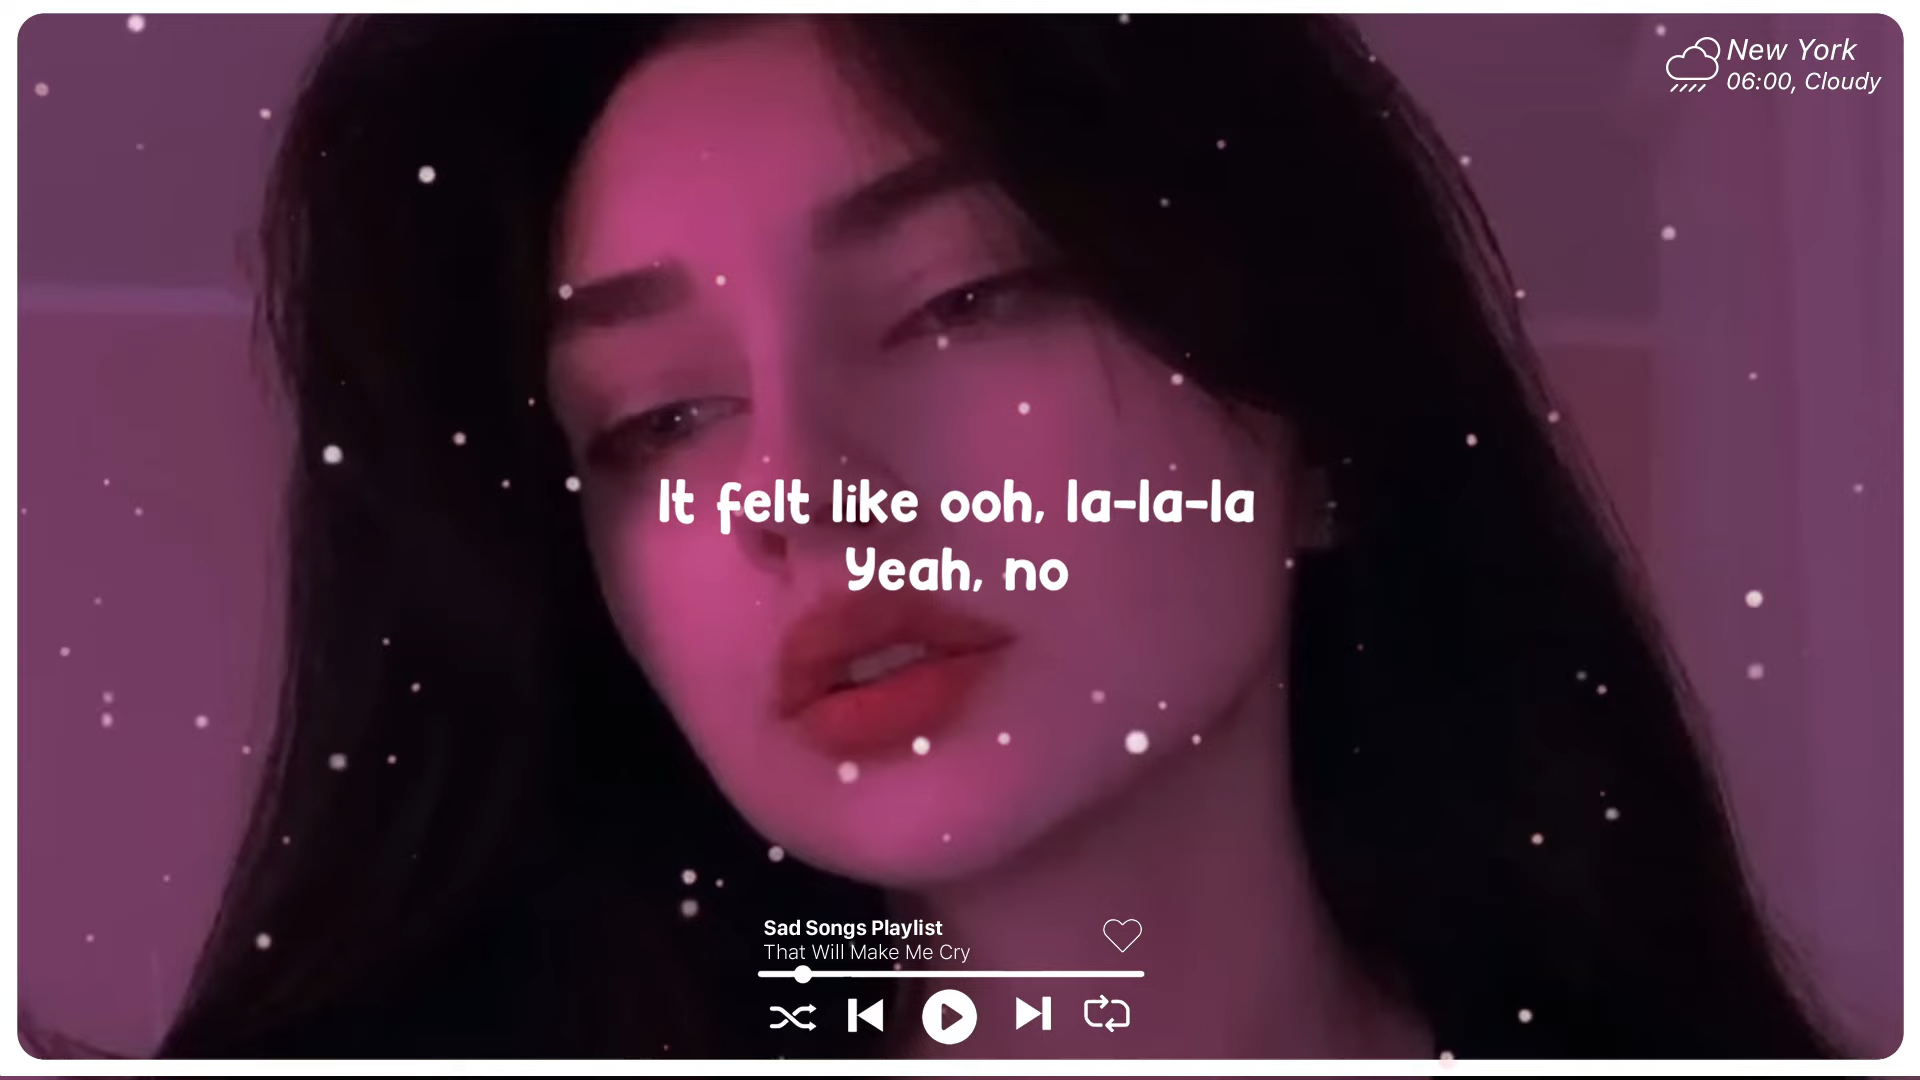 New York
06:00, Cloudy
It felt like ooh, la-la-la
Yeah, no
Sad Songs Playlist
That Will Make Me Cry